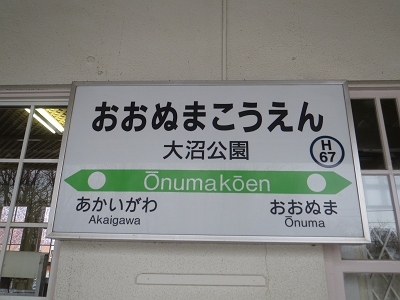 おおぬまこうえん
大沼公園
H
67
Ōnumakōen
あかいがわ
Akaigawa
おおぬま
Ōnuma